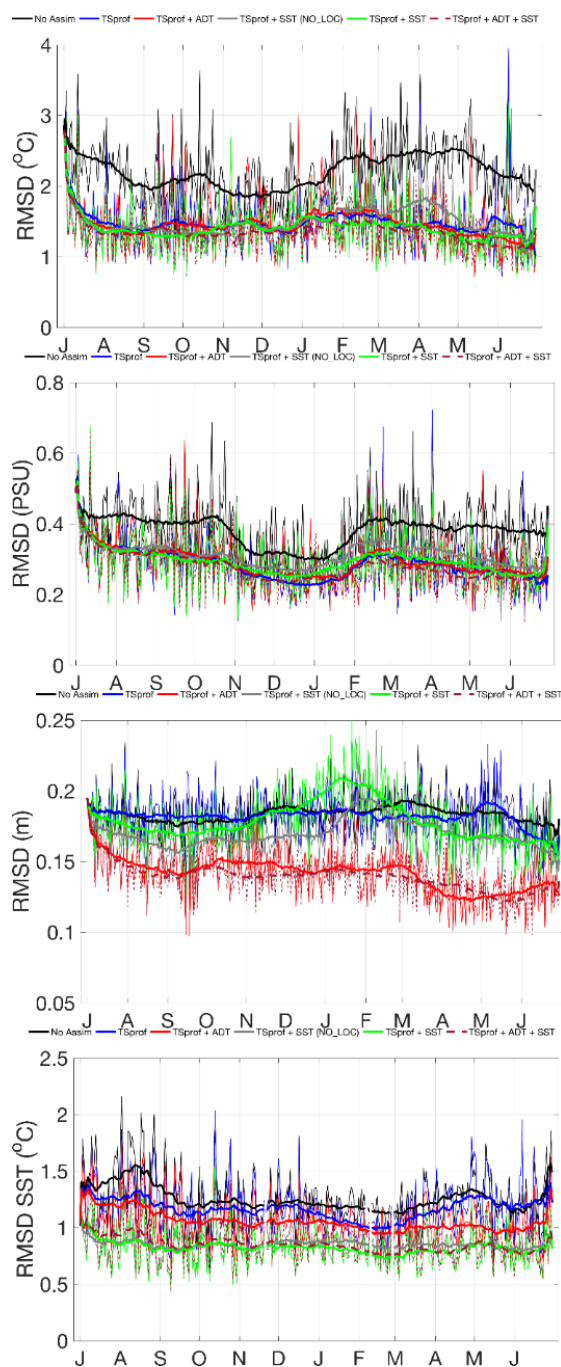 No Assim TSprof TSprof + ADT TSprof + SST (NO_LOC) TSprof + SST TSprof + ADT + SST
4
3
2
1
0
RMSD (⁰C)
J A S O N D J F M A M J
No Assim TSprof TSprof + ADT TSprof + SST (NO_LOC) TSprof + SST TSprof + ADT + SST
0.8
0.6
0.4
0.2
0
RMSD (PSU)
J A S O N D J F M A M J
No Assim TSprof TSprof + ADT TSprof + SST (NO_LOC) TSprof + SST TSprof + ADT + SST
0.25
0.2
0.15
0.1
0.05
RMSD (m)
J A S O N D J F M A M J
No Assim TSprof TSprof + ADT TSprof + SST (NO_LOC) TSprof + SST TSprof + ADT + SST
2.5
2
1.5
1
0.5
0
RMSD SST (⁰C)
J A S O N D J F M A M J